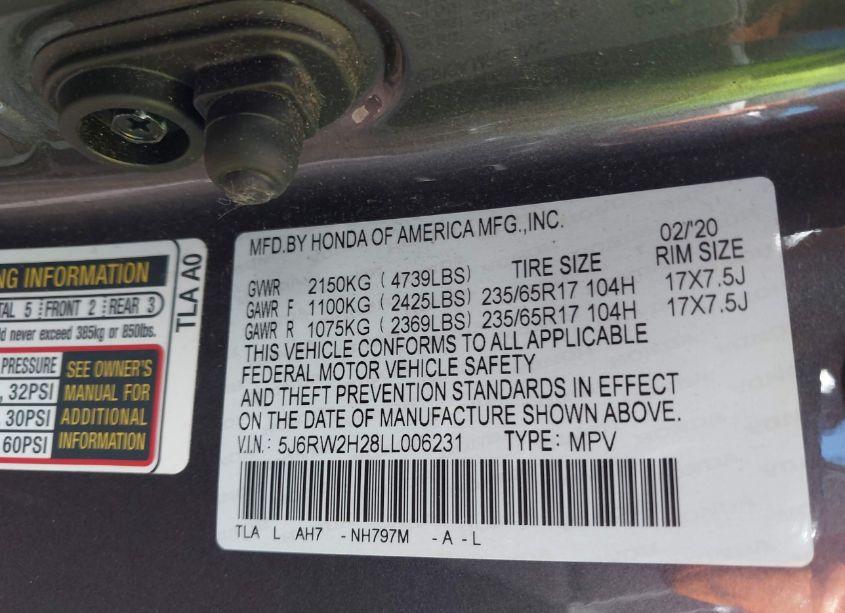 NG INFORMATION
TAL 5 FRONT 2 REAR 3
ld never exceed 385kg or 850lbs.
PRESSURE
, 32PSI
30PSI
60PSI
SEE OWNER'S
MANUAL FOR
ADDITIONAL
INFORMATION
TLA A0
MFD.BY HONDA OF AMERICA MFG.,INC. 02/'20
TIRE SIZE RIM SIZE
GVWR 2150KG ( 4739LBS)
GAWR F 1100KG ( 2425LBS) 235/65R17 104H 17X7.5J
GAWR R 1075KG ( 2369LBS) 235/65R17 104H 17X7.5J
THIS VEHICLE CONFORMS TO ALL APPLICABLE
FEDERAL MOTOR VEHICLE SAFETY
AND THEFT PREVENTION STANDARDS IN EFFECT
ON THE DATE OF MANUFACTURE SHOWN ABOVE.
V.I.N.: 5J6RW2H28LL006231 TYPE: MPV
TLA L AH7 - NH797M - A - L